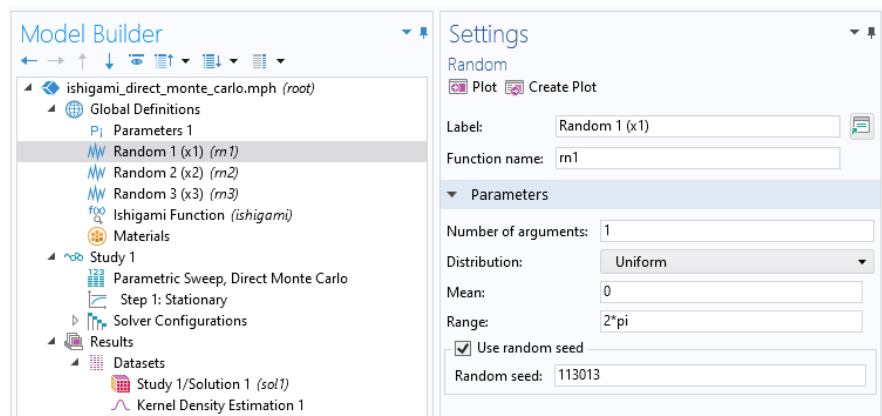 Model Builder
ishigami_direct_monte_carlo.mph (root)
Global Definitions
Pi Parameters 1
Random 1 (x1) (rn1)
Random 2 (x2) (rn2)
Random 3 (x3) (rn3)
f(x) Ishigami Function (ishigami)
Materials
Study 1
123 Parametric Sweep, Direct Monte Carlo
Step 1: Stationary
Solver Configurations
Results
Datasets
Study 1/Solution 1 (sol1)
Kernel Density Estimation 1
Settings
Random
Plot Create Plot
Label: Random 1 (x1)
Function name: rn1
Parameters
Number of arguments: 1
Distribution: Uniform
Mean: 0
Range: 2*pi
Use random seed
Random seed: 113013